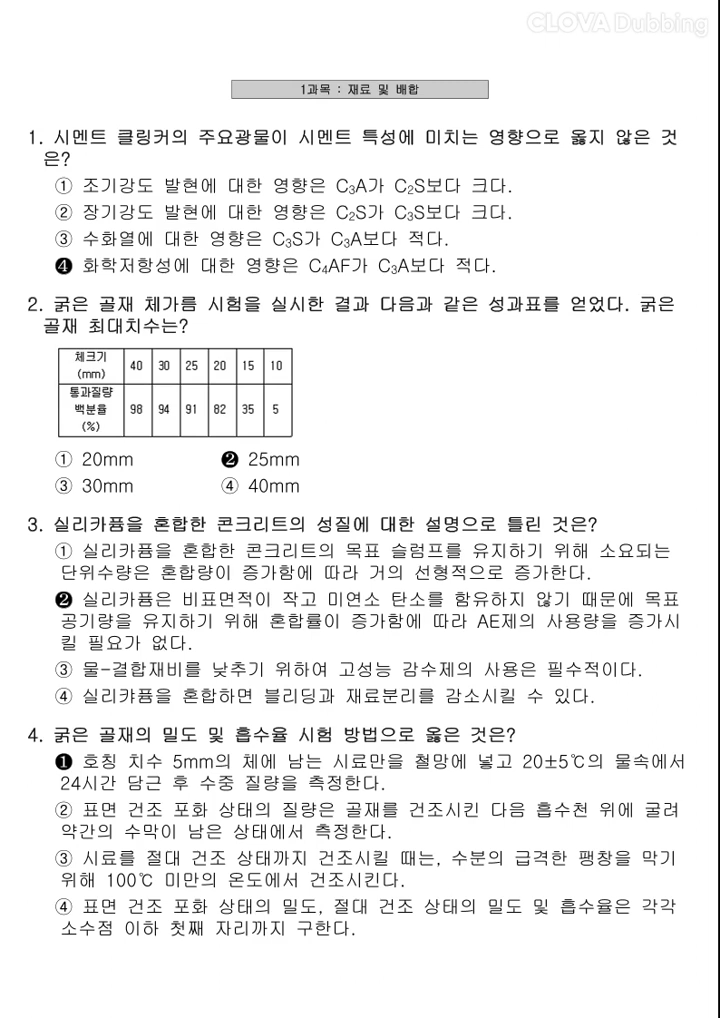 CLOVA Dubbing
1과목 : 재료 및 배합
1. 시멘트 클링커의 주요광물이 시멘트 특성에 미치는 영향으로 옳지 않은 것
은?
① 조기강도 발현에 대한 영향은 C₃A가 C₂S보다 크다.
② 장기강도 발현에 대한 영향은 C₂S가 C₃S보다 크다.
③ 수화열에 대한 영향은 C₃S가 C₃A보다 적다.
❹ 화학저항성에 대한 영향은 C₄AF가 C₃A보다 적다.
2. 굵은 골재 체가름 시험을 실시한 결과 다음과 같은 성과표를 얻었다. 굵은
골재 최대치수는?
체크기
(mm) 40 30 25 20 15 10
통과질량
백분율 98 94 91 82 35 5
(%)
① 20mm ❷ 25mm
③ 30mm ④ 40mm
3. 실리카퓸을 혼합한 콘크리트의 성질에 대한 설명으로 틀린 것은?
① 실리카퓸을 혼합한 콘크리트의 목표 슬럼프를 유지하기 위해 소요되는
단위수량은 혼합량이 증가함에 따라 거의 선형적으로 증가한다.
❷ 실리카퓸은 비표면적이 작고 미연소 탄소를 함유하지 않기 때문에 목표
공기량을 유지하기 위해 혼합률이 증가함에 따라 AE제의 사용량을 증가시
킬 필요가 없다.
③ 물-결합재비를 낮추기 위하여 고성능 감수제의 사용은 필수적이다.
④ 실리캬퓸을 혼합하면 블리딩과 재료분리를 감소시킬 수 있다.
4. 굵은 골재의 밀도 및 흡수율 시험 방법으로 옳은 것은?
❶ 호칭 치수 5mm의 체에 남는 시료만을 철망에 넣고 20±5℃의 물속에서
24시간 담근 후 수중 질량을 측정한다.
② 표면 건조 포화 상태의 질량은 골재를 건조시킨 다음 흡수천 위에 굴려
약간의 수막이 남은 상태에서 측정한다.
③ 시료를 절대 건조 상태까지 건조시킬 때는, 수분의 급격한 팽창을 막기
위해 100℃ 미만의 온도에서 건조시킨다.
④ 표면 건조 포화 상태의 밀도, 절대 건조 상태의 밀도 및 흡수율은 각각
소수점 이하 첫째 자리까지 구한다.